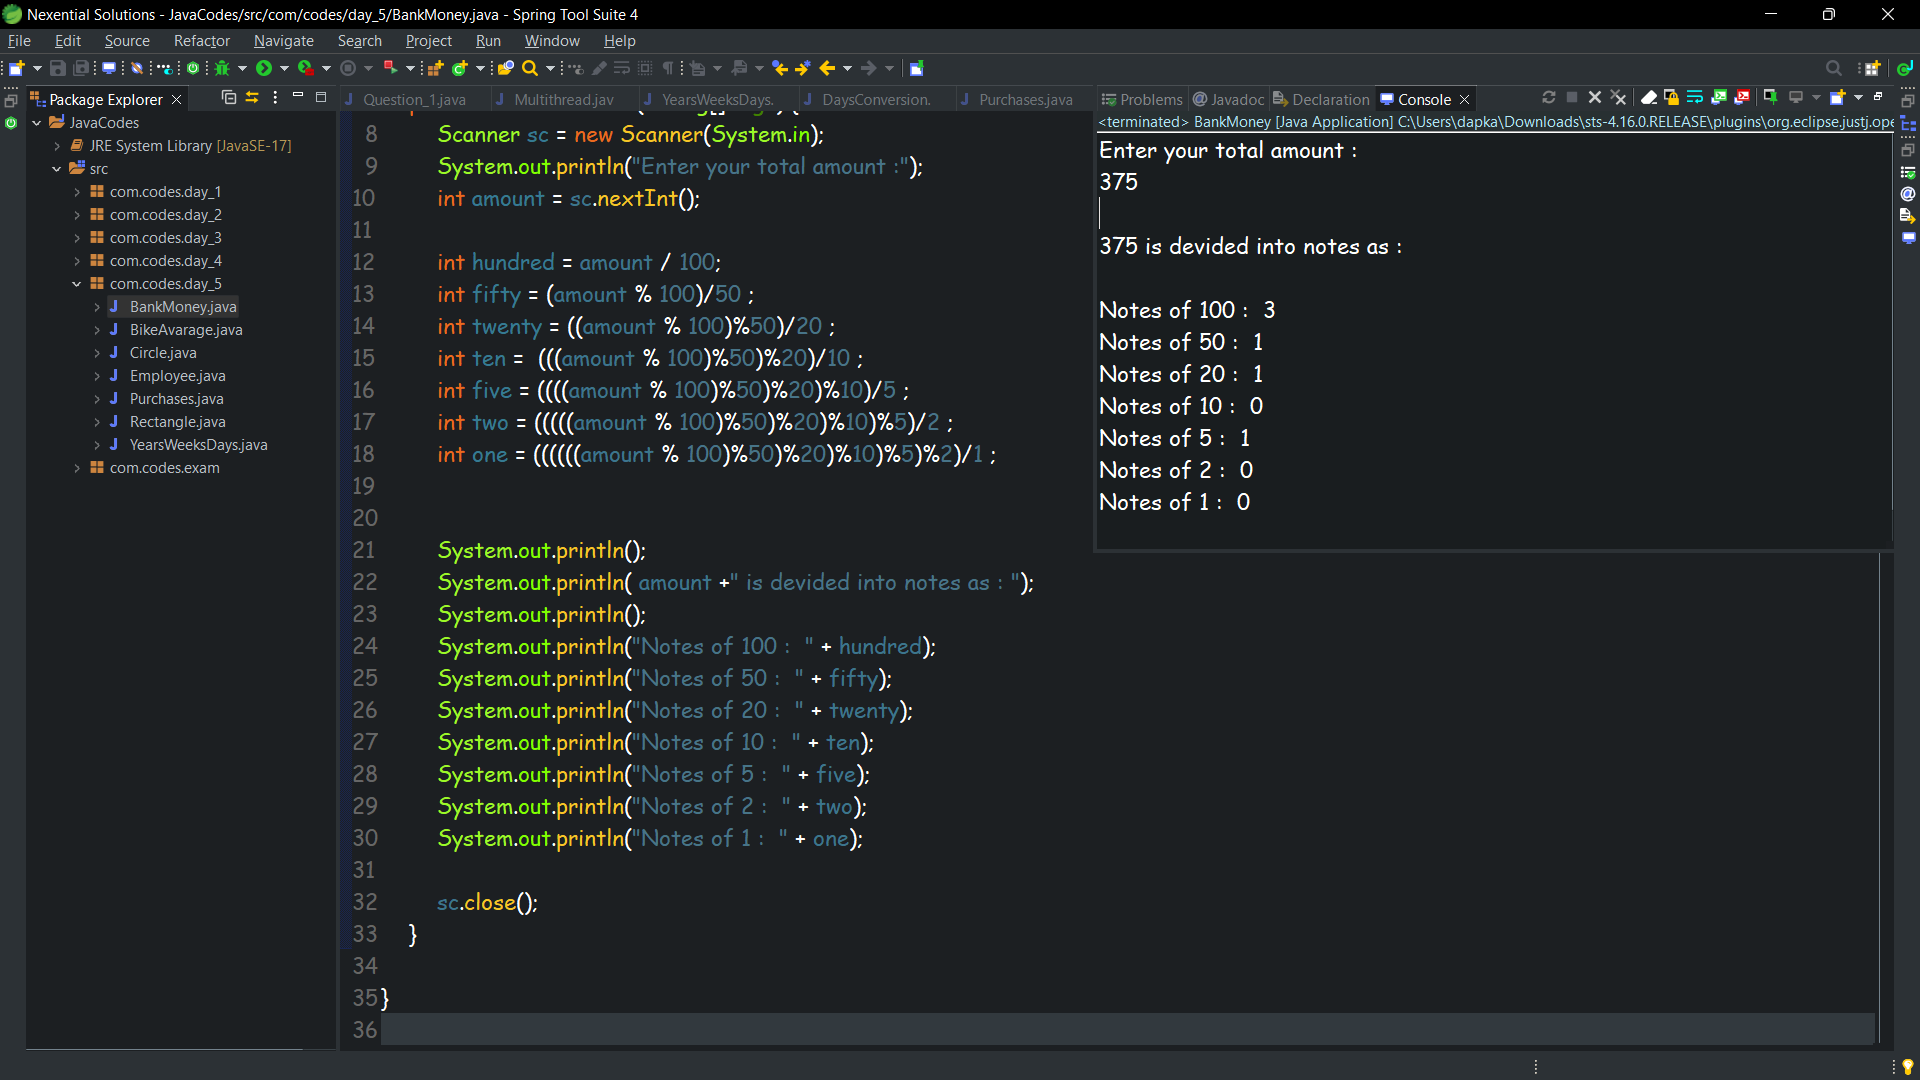 Nexential Solutions - JavaCodes/src/com/codes/day_5/BankMoney.java - Spring Tool Suite 4
File Edit Source Refactor Navigate Search Project Run Window Help
Package Explorer
JavaCodes
JRE System Library [JavaSE-17]
src
com.codes.day_1
com.codes.day_2
com.codes.day_3
com.codes.day_4
com.codes.day_5
BankMoney.java
BikeAvarage.java
Circle.java
Employee.java
Purchases.java
Rectangle.java
YearsWeeksDays.java
com.codes.exam
Question_1.java Multithread.jav YearsWeeksDays. DaysConversion. Purchases.java
8 Scanner sc = new Scanner(System.in);
9 System.out.println("Enter your total amount :");
10 int amount = sc.nextInt();
11
12 int hundred = amount / 100;
13 int fifty = (amount % 100)/50 ;
14 int twenty = ((amount % 100)%50)/20 ;
15 int ten =  (((amount % 100)%50)%20)/10 ;
16 int five = ((((amount % 100)%50)%20)%10)/5 ;
17 int two = (((((amount % 100)%50)%20)%10)%5)/2 ;
18 int one = ((((((amount % 100)%50)%20)%10)%5)%2)/1 ;
19
20
21 System.out.println();
22 System.out.println( amount +" is devided into notes as : ");
23 System.out.println();
24 System.out.println("Notes of 100 :  " + hundred);
25 System.out.println("Notes of 50 :  " + fifty);
26 System.out.println("Notes of 20 :  " + twenty);
27 System.out.println("Notes of 10 :  " + ten);
28 System.out.println("Notes of 5 :  " + five);
29 System.out.println("Notes of 2 :  " + two);
30 System.out.println("Notes of 1 :  " + one);
31
32 sc.close();
33 }
34
35 }
36
Problems Javadoc Declaration Console
<terminated> BankMoney [Java Application] C:\Users\dapka\Downloads\sts-4.16.0.RELEASE\plugins\org.eclipse.justj.ope
Enter your total amount :
375
375 is devided into notes as :
Notes of 100 :  3
Notes of 50 :  1
Notes of 20 :  1
Notes of 10 :  0
Notes of 5 :  1
Notes of 2 :  0
Notes of 1 :  0